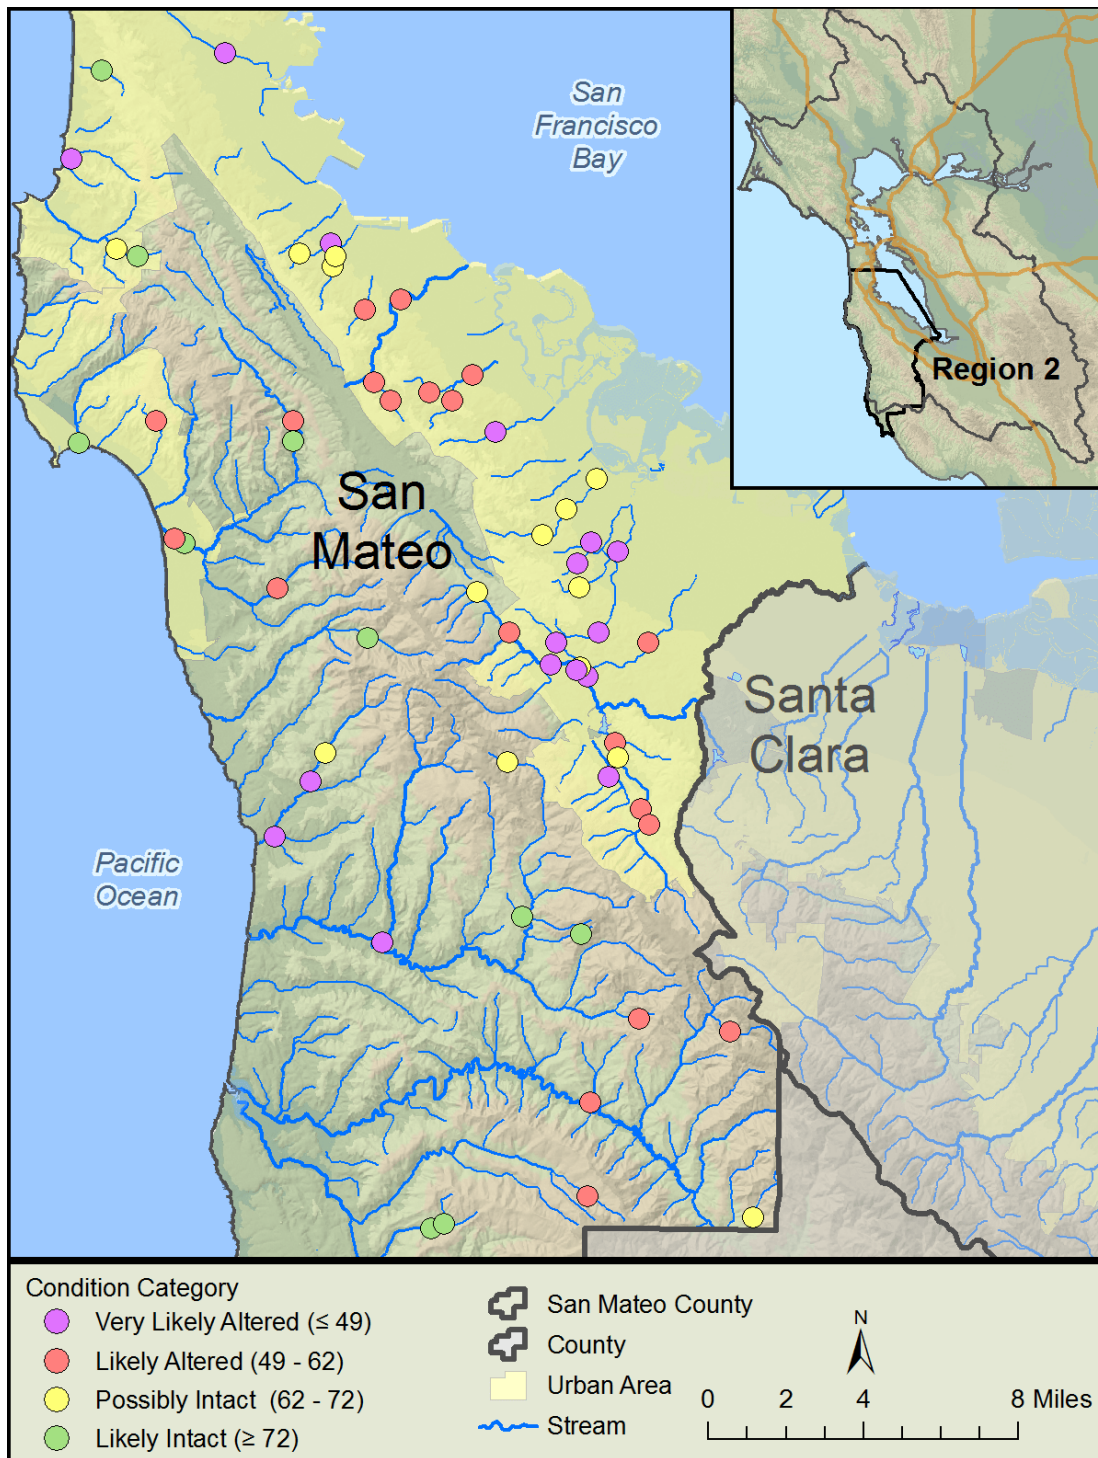 San
Francisco
Bay
Region 2
San
Mateo
Santa
Clara
Pacific
Ocean
Condition Category
Very Likely Altered (≤ 49)
Likely Altered (49 - 62)
Possibly Intact (62 - 72)
Likely Intact (≥ 72)
San Mateo County
County
Urban Area
Stream
N
0 2 4 8 Miles